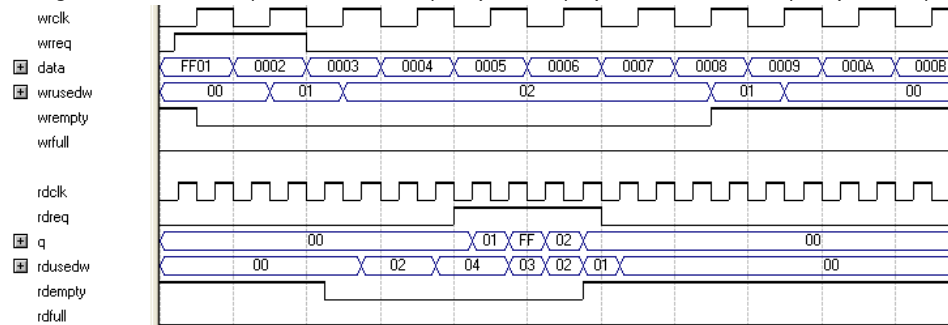 wrclk
wrreq
data FF01 0002 0003 0004 0005 0006 0007 0008 0009 000A 000B
wrusedw 00 01 02 01 00
wrempty
wrfull
rdclk
rdreq
q 00 01 FF 02 00
rdusedw 00 02 04 03 02 01 00
rdempty
rdfull